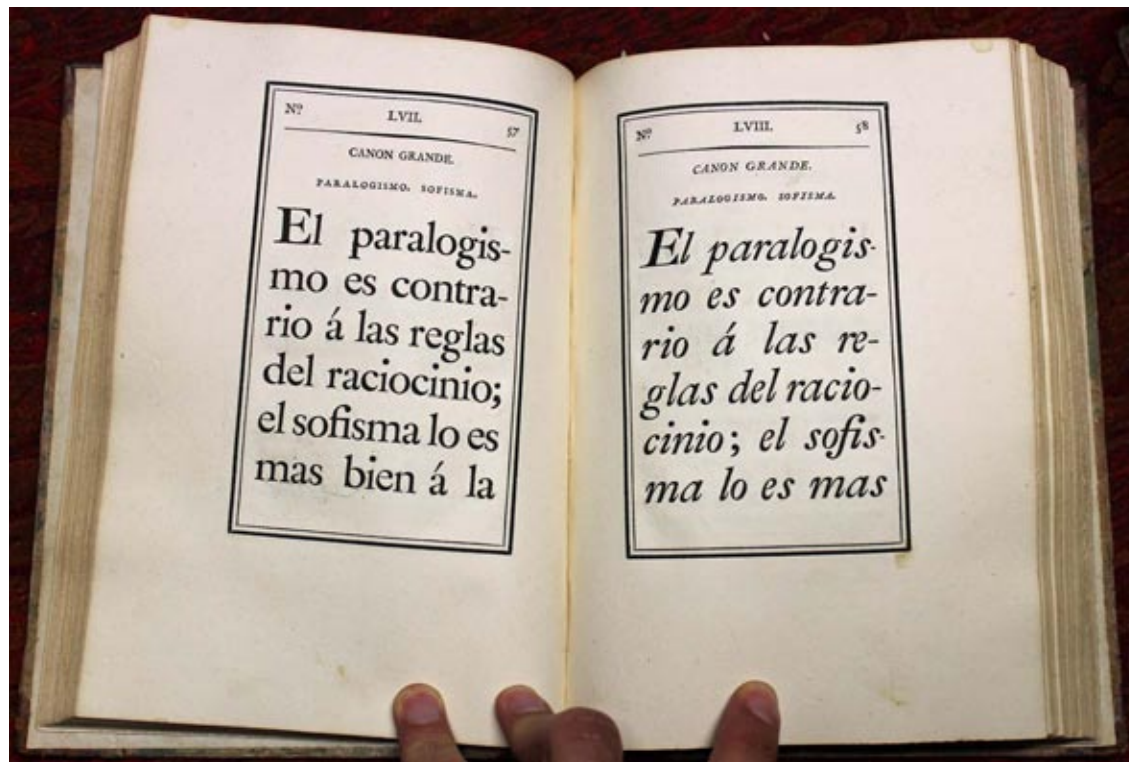 Nº LVII. 57
CANON GRANDE.
PARALOGISMO. SOFISMA.
El paralogis-
mo es contra-
rio á las reglas
del raciocinio;
el sofisma lo es
mas bien á la
Nº LVIII. 58
CANON GRANDE.
PARALOGISMO. SOFISMA.
El paralogis-
mo es contra-
rio á las re-
glas del racio-
cinio; el sofis-
ma lo es mas